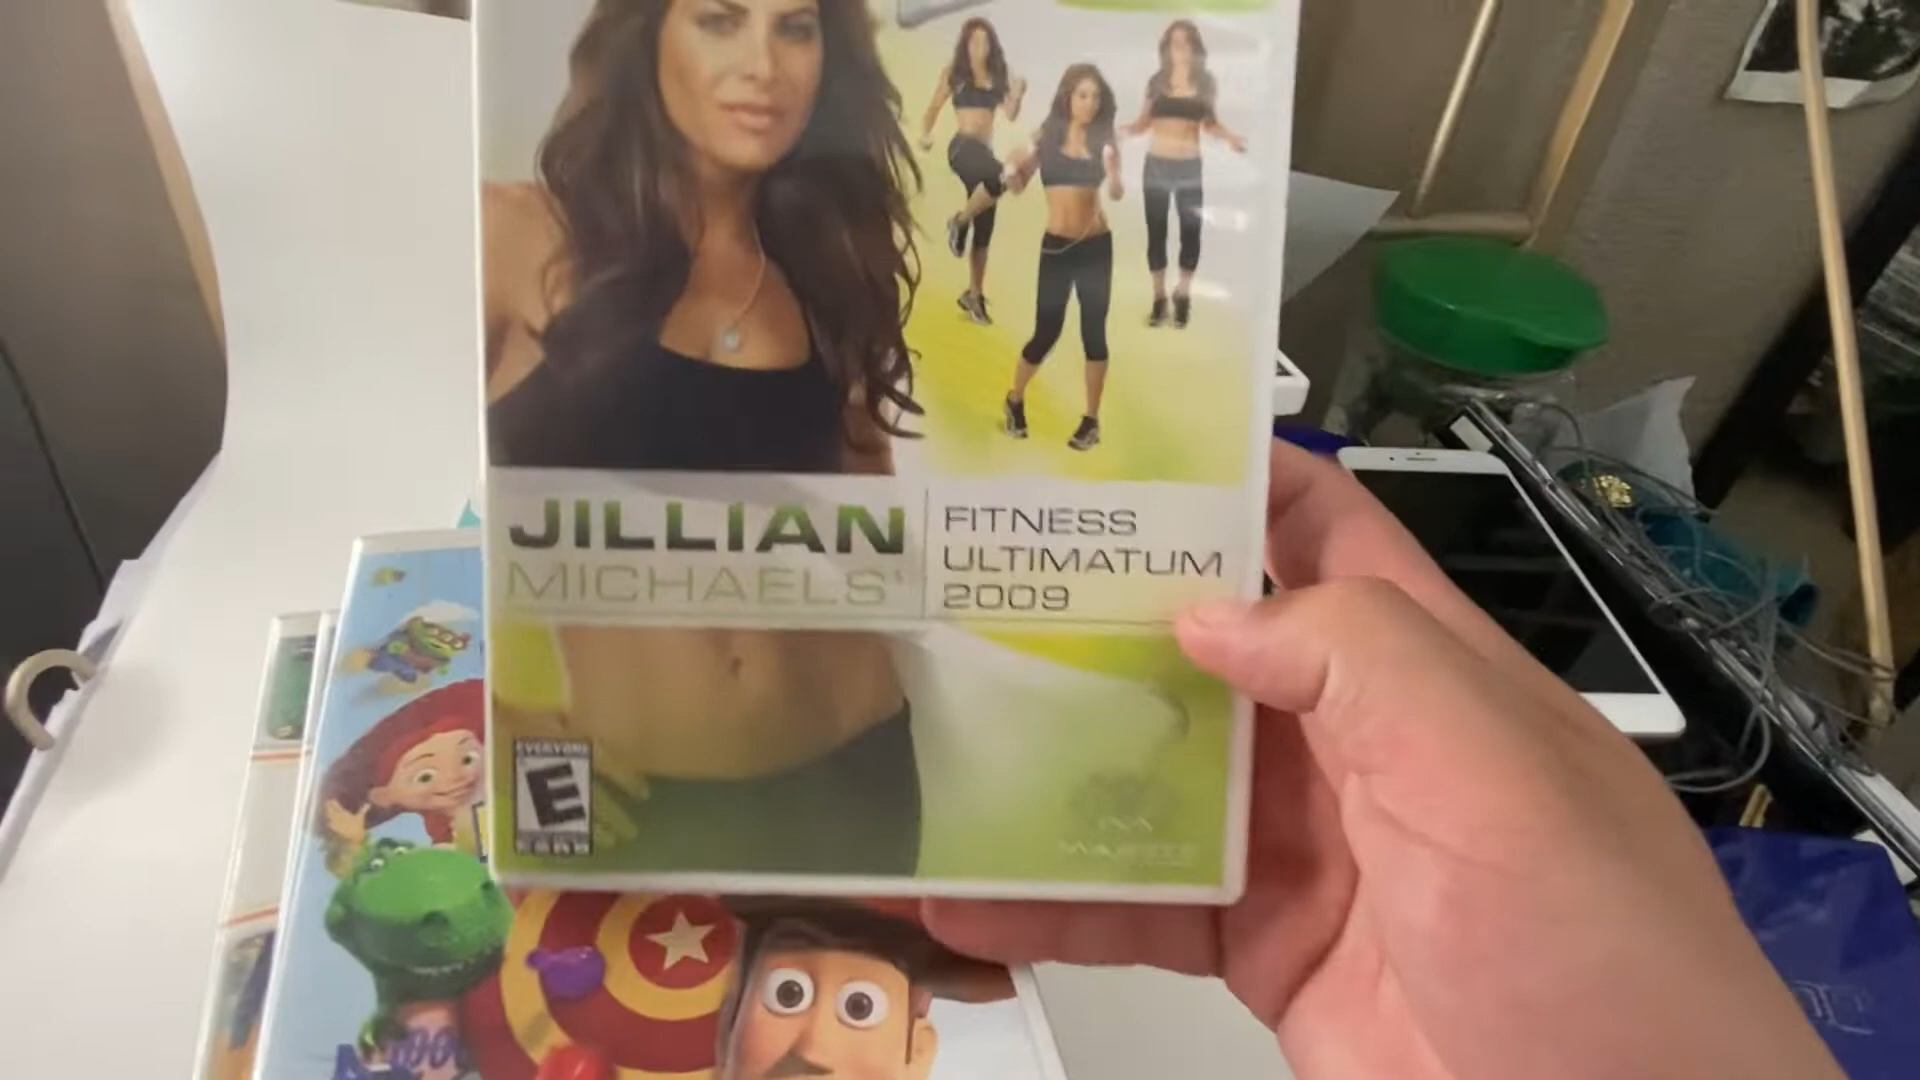 JILLIAN
MICHAELS'
FITNESS
ULTIMATUM
2009
EVERYONE
E